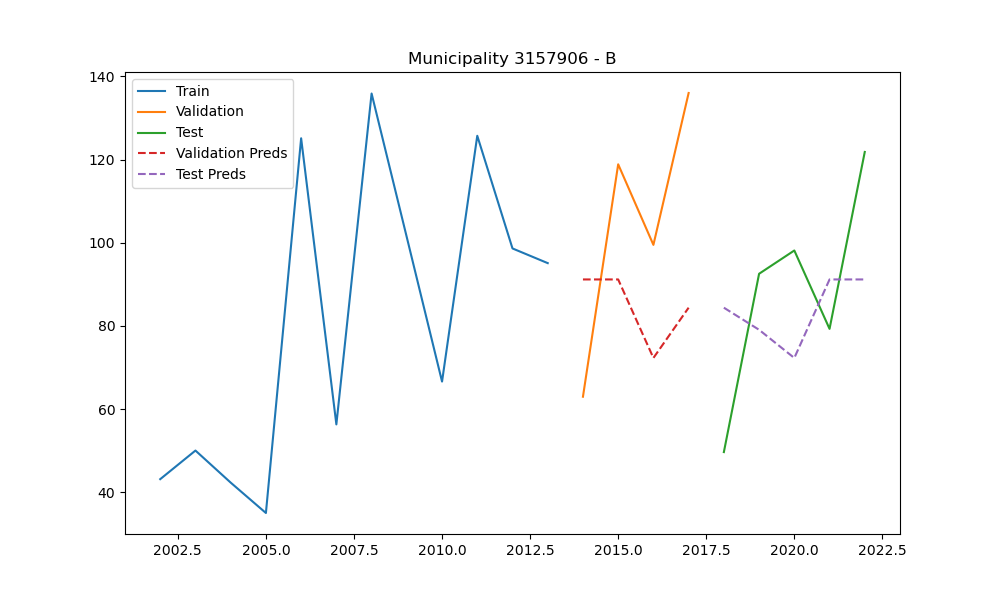 Municipality 3157906 - B
140
120
100
80
60
40
Train
Validation
Test
Validation Preds
Test Preds
2002.5 2005.0 2007.5 2010.0 2012.5 2015.0 2017.5 2020.0 2022.5